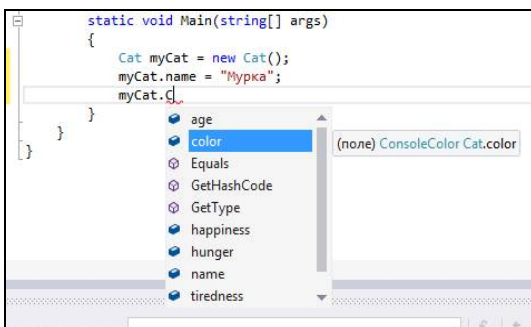 static void Main(string[] args)
{
Cat myCat = new Cat();
myCat.name = "Мурка";
myCat.C
}
}
}
age
color
(поле) ConsoleColor Cat.color
Equals
GetHashCode
GetType
happiness
hunger
name
tiredness